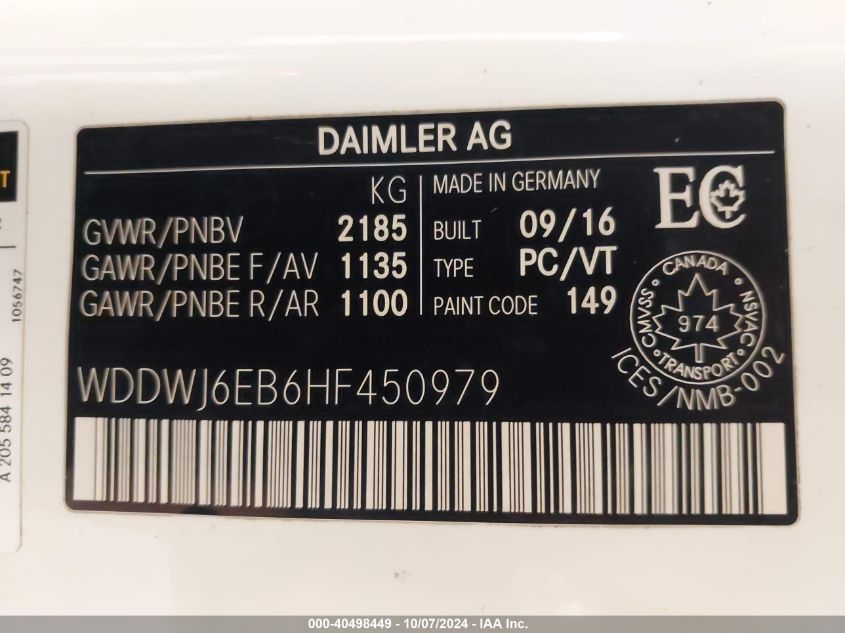 DAIMLER AG
KG
GVWR/PNBV 2185
GAWR/PNBE F/AV 1135
GAWR/PNBE R/AR 1100
MADE IN GERMANY
BUILT 09/16
TYPE PC/VT
PAINT CODE 149
EC
CANADA
CMVSS
NSVAC
974
TRANSPORT
ICES/NMB-002
WDDWJ6EB6HF450979
T
1056747
A 205 584 14 09
000-40498449 - 10/07/2024 - IAA Inc.